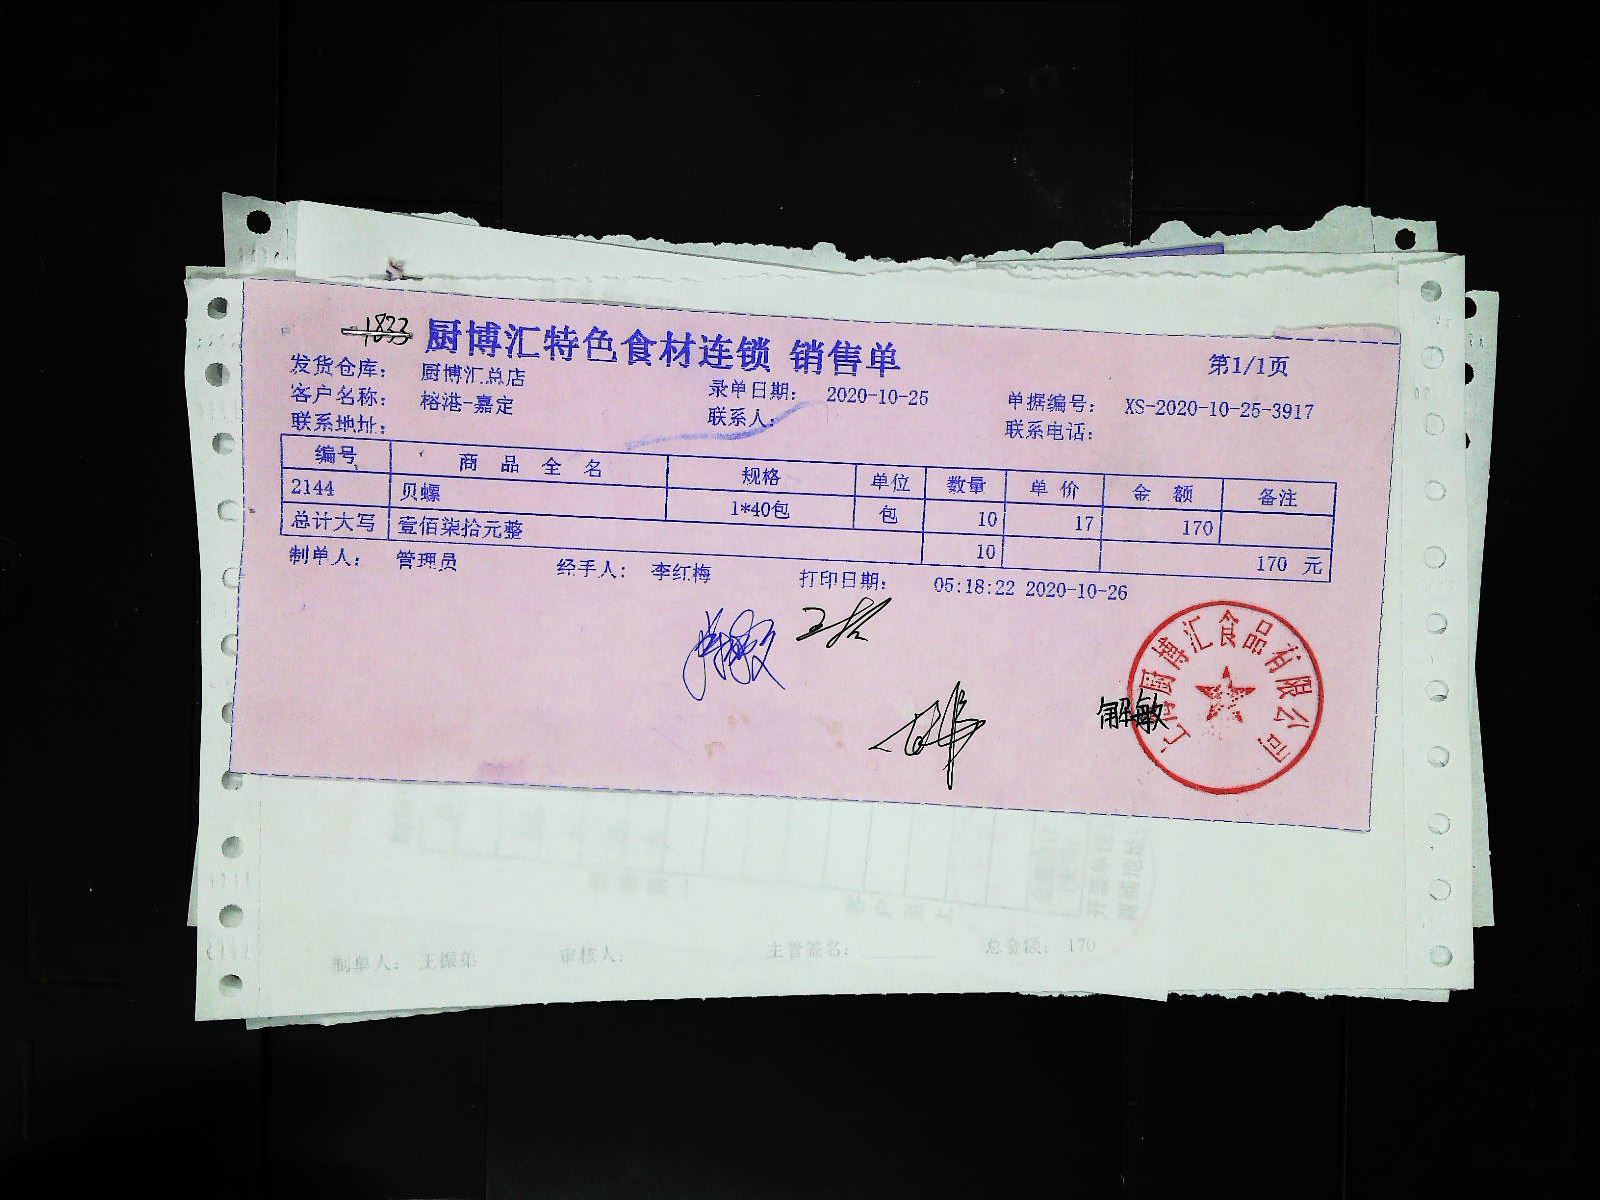 厨博汇特色食材连锁 销售单
第1/1页
发货仓库: 厨博汇总店
录单日期: 2020-10-25
单据编号: XS-2020-10-25-3917
客户名称: 榕港-嘉定
联系人:
联系电话:
联系地址:
编号 商品全名 规格 单位 数量 单价 金额 备注
2144 贝螺 1*40包 包 10 17 170
总计大写 壹佰柒拾元整 10 170 元
制单人: 管理员 经手人: 李红梅 打印日期: 05:18:22 2020-10-26
解敏
上海厨博汇食品有限公司
制单人: 王振弟 审核人: 主管签名: 总金额: 170